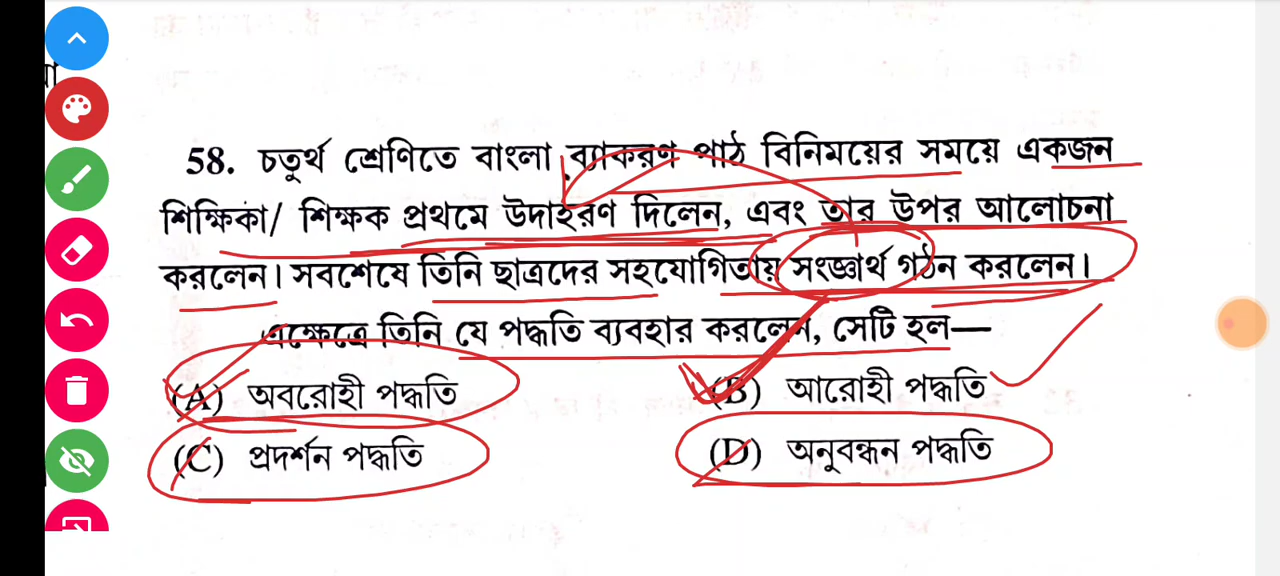 58. চতুর্থ শ্রেণিতে বাংলা ব্যাকরণ পাঠ বিনিময়ের সময়ে একজন
শিক্ষিকা/ শিক্ষক প্রথমে উদাহরণ দিলেন, এবং তার উপর আলোচনা
করলেন। সবশেষে তিনি ছাত্রদের সহযোগিতায় সংজ্ঞার্থ গঠন করলেন।
এক্ষেত্রে তিনি যে পদ্ধতি ব্যবহার করলেন, সেটি হল—
(A) অবরোহী পদ্ধতি (B) আরোহী পদ্ধতি
(C) প্রদর্শন পদ্ধতি (D) অনুবন্ধন পদ্ধতি